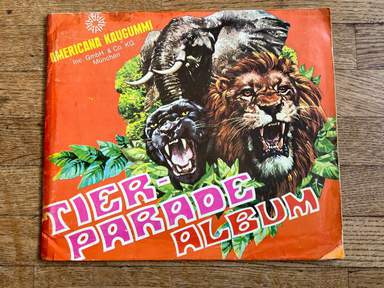 AMERICANA KAUGUMMI
Inc. GmbH. & Co. KG.
München
TIER-
PARADE
ALBUM